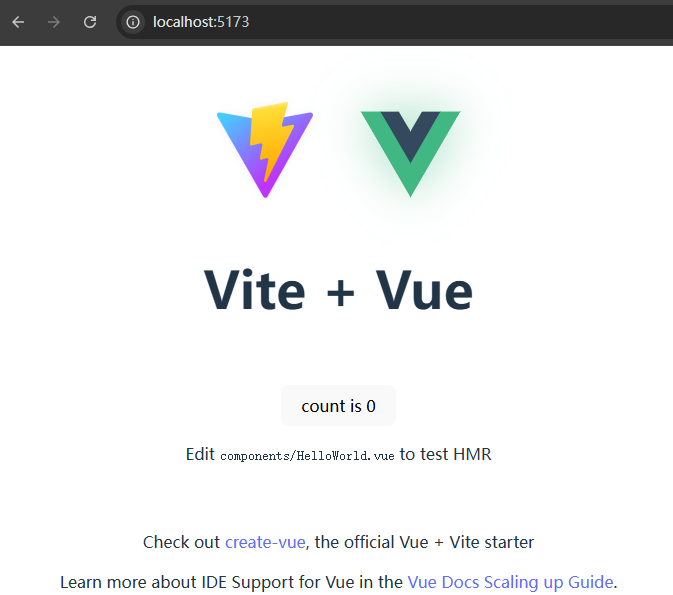 localhost:5173
Vite + Vue
count is 0
Edit components/HelloWorld.vue to test HMR
Check out create-vue, the official Vue + Vite starter
Learn more about IDE Support for Vue in the Vue Docs Scaling up Guide.